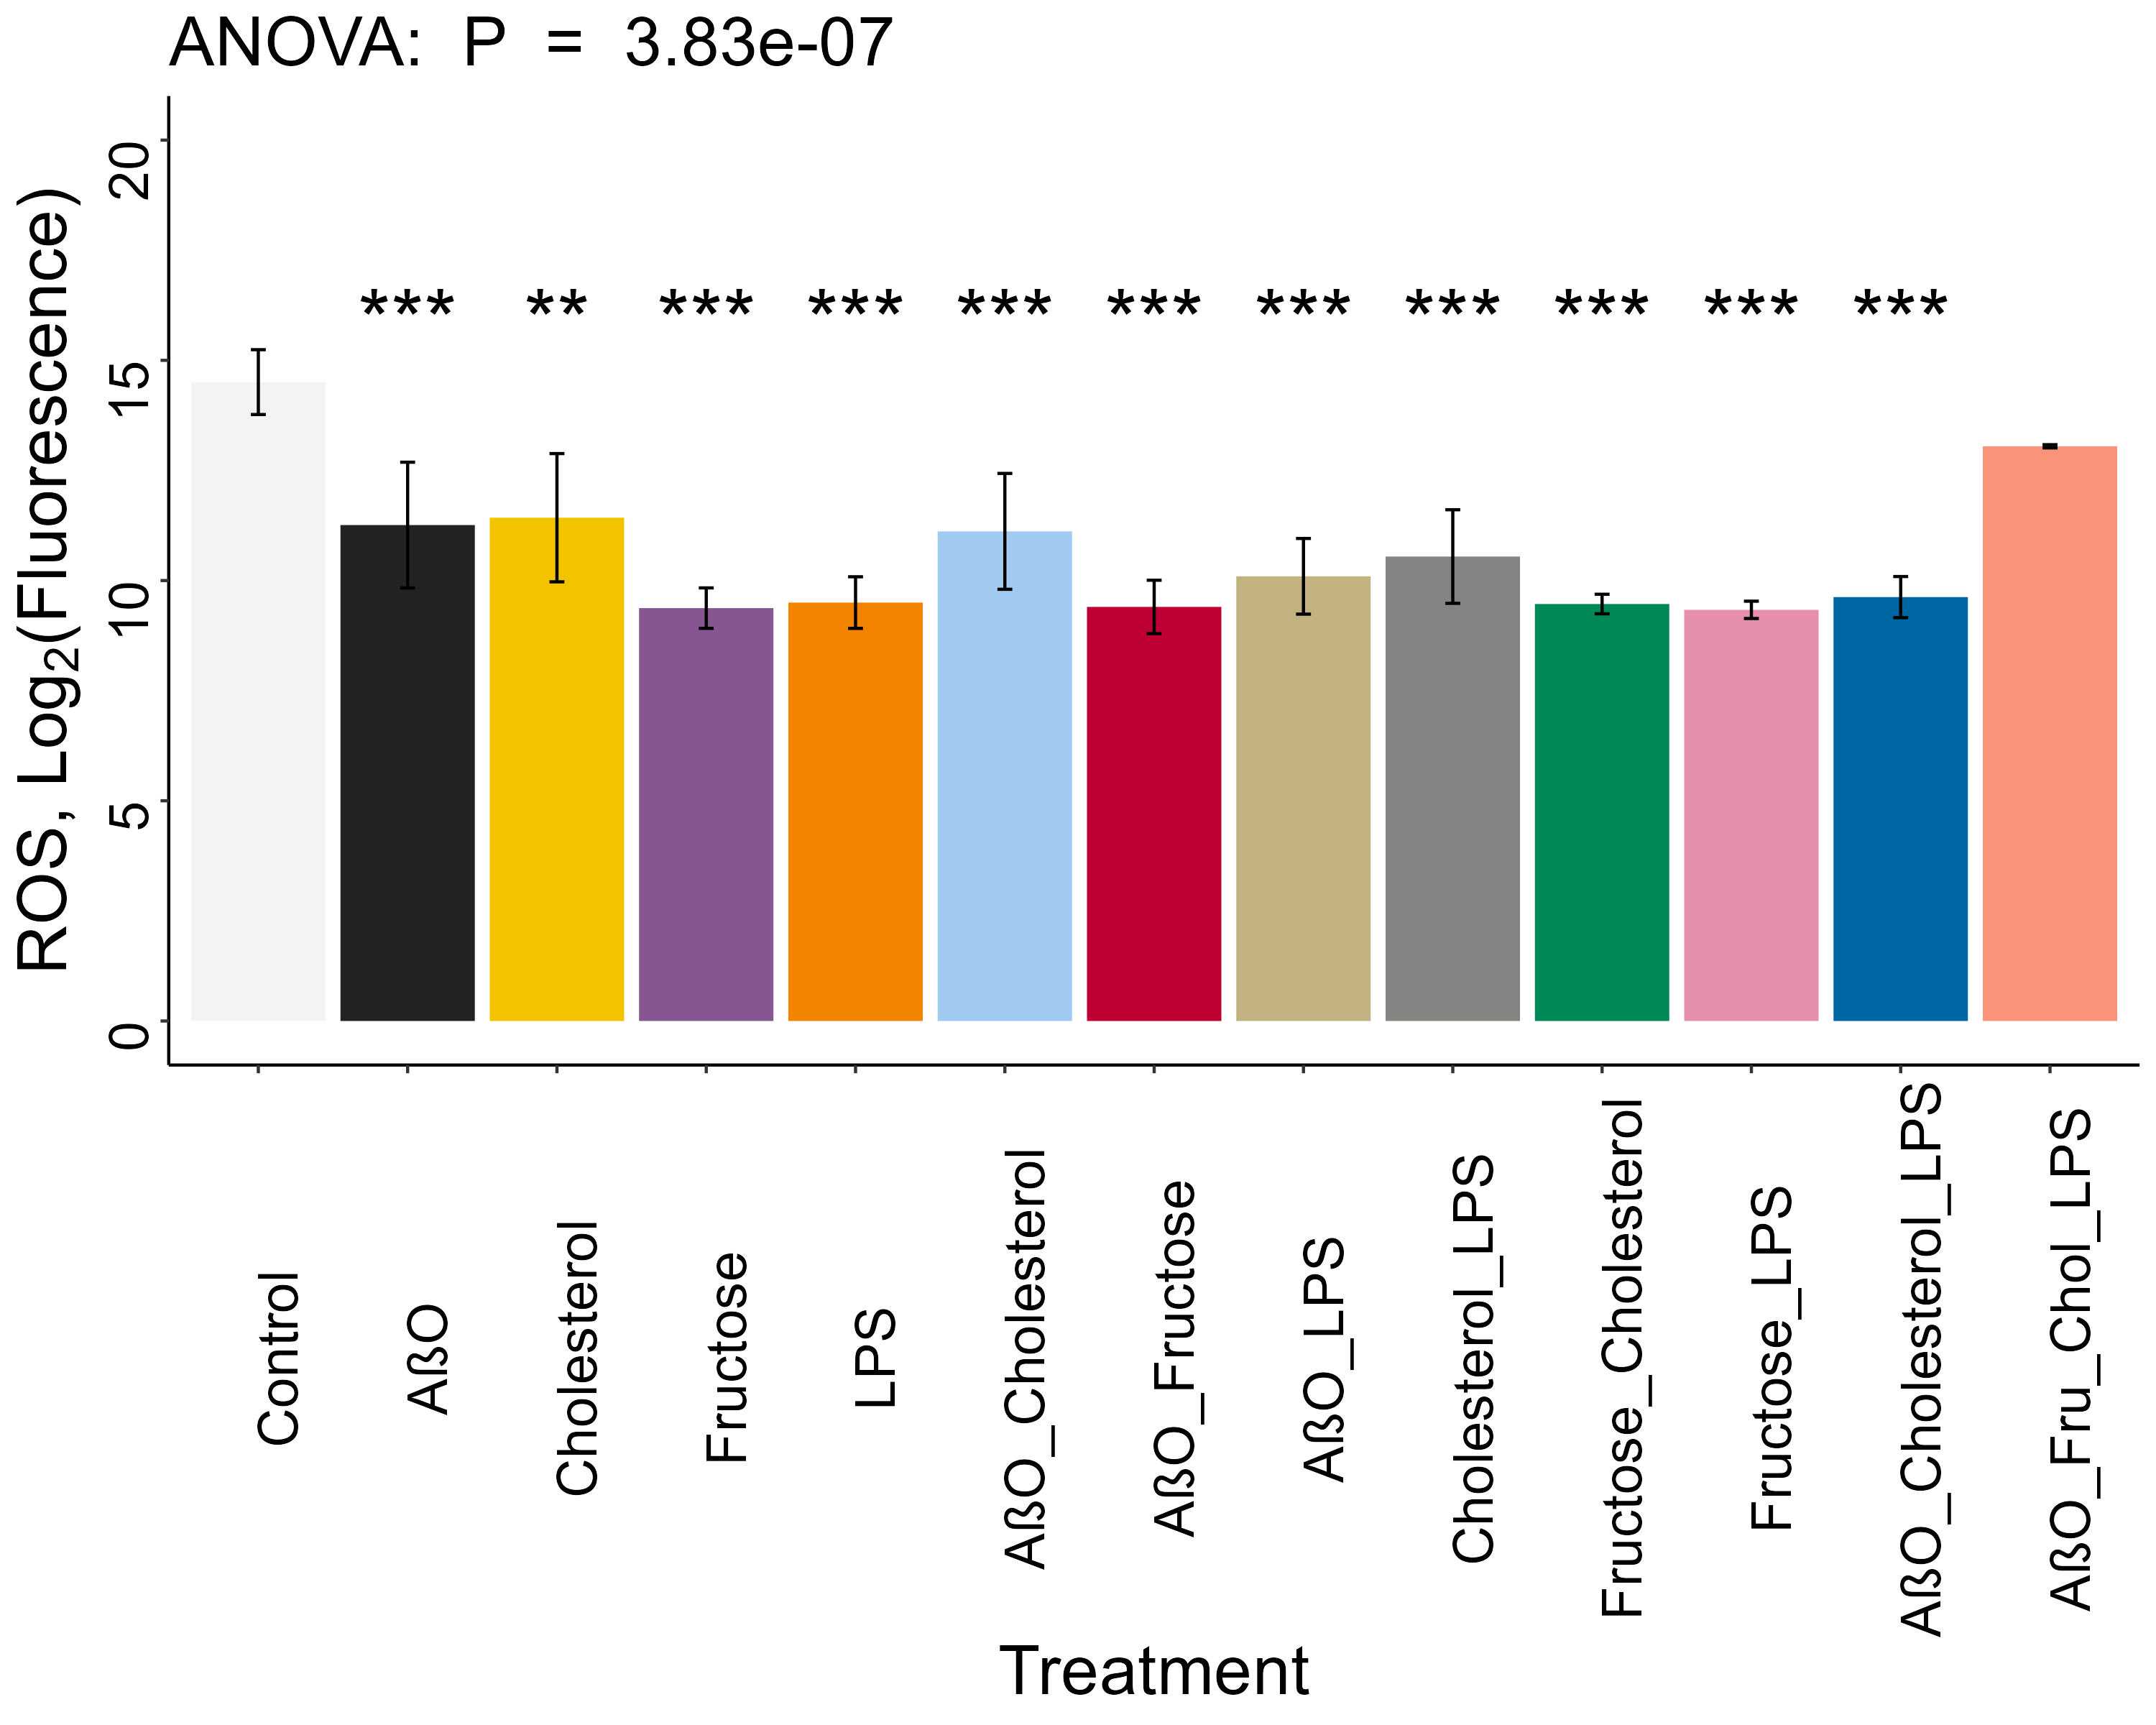 ANOVA: P = 3.83e-07
ROS, Log₂(Fluorescence)
20
15
10
5
0
*** ** *** *** *** *** *** *** *** *** ***
Control
AßO
Cholesterol
Fructose
LPS
AßO_Cholesterol
AßO_Fructose
AßO_LPS
Cholesterol_LPS
Fructose_Cholesterol
Fructose_LPS
AßO_Cholesterol_LPS
AßO_Fru_Chol_LPS
Treatment